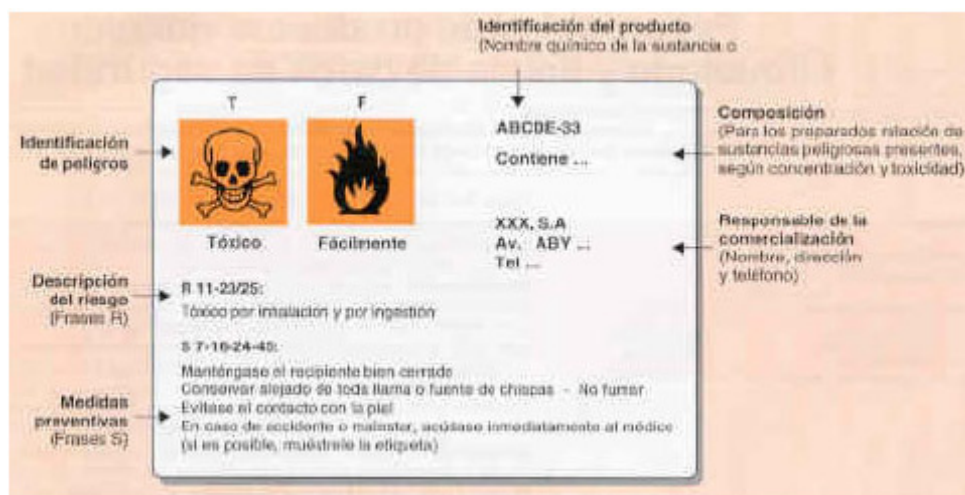 Identificación del producto
(Nombre químico de la sustancia o
T
F
Identificación
de peligros
Tóxico
Fácilmente
ABCDE-33
Contiene ...
Composición
(Para los preparados relación de
sustancias peligrosas presentes,
según concentración y toxicidad)
XXX, S.A
Av. ABY ...
Tel ...
Responsable de la
comercialización
(Nombre, dirección
y teléfono)
Descripción
del riesgo
(Frases R)
R 11-23/25:
Tóxico por inhalación y por ingestión
S 7-16-24-45:
Manténgase el recipiente bien cerrado
Conservar alejado de toda llama o fuente de chispas - No fumar
Evítese el contacto con la piel
En caso de accidente o malestar, acúdase inmediatamente al médico
(si es posible, muéstrele la etiqueta)
Medidas
preventivas
(Frases S)